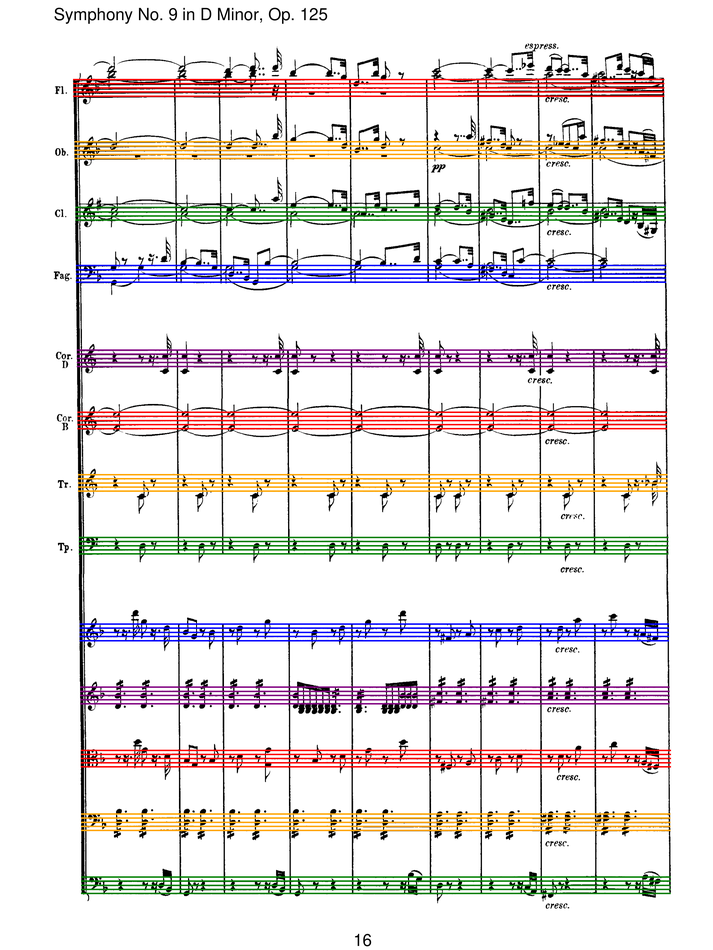 Symphony No. 9 in D Minor, Op. 125
espress.
Fl.
cresc.
Ob.
pp
cresc.
Cl.
cresc.
Fag.
cresc.
Cor.
D
cresc.
Cor.
B
cresc.
Tr.
cresc.
Tp.
cresc.
cresc.
cresc.
cresc.
cresc.
cresc.
16